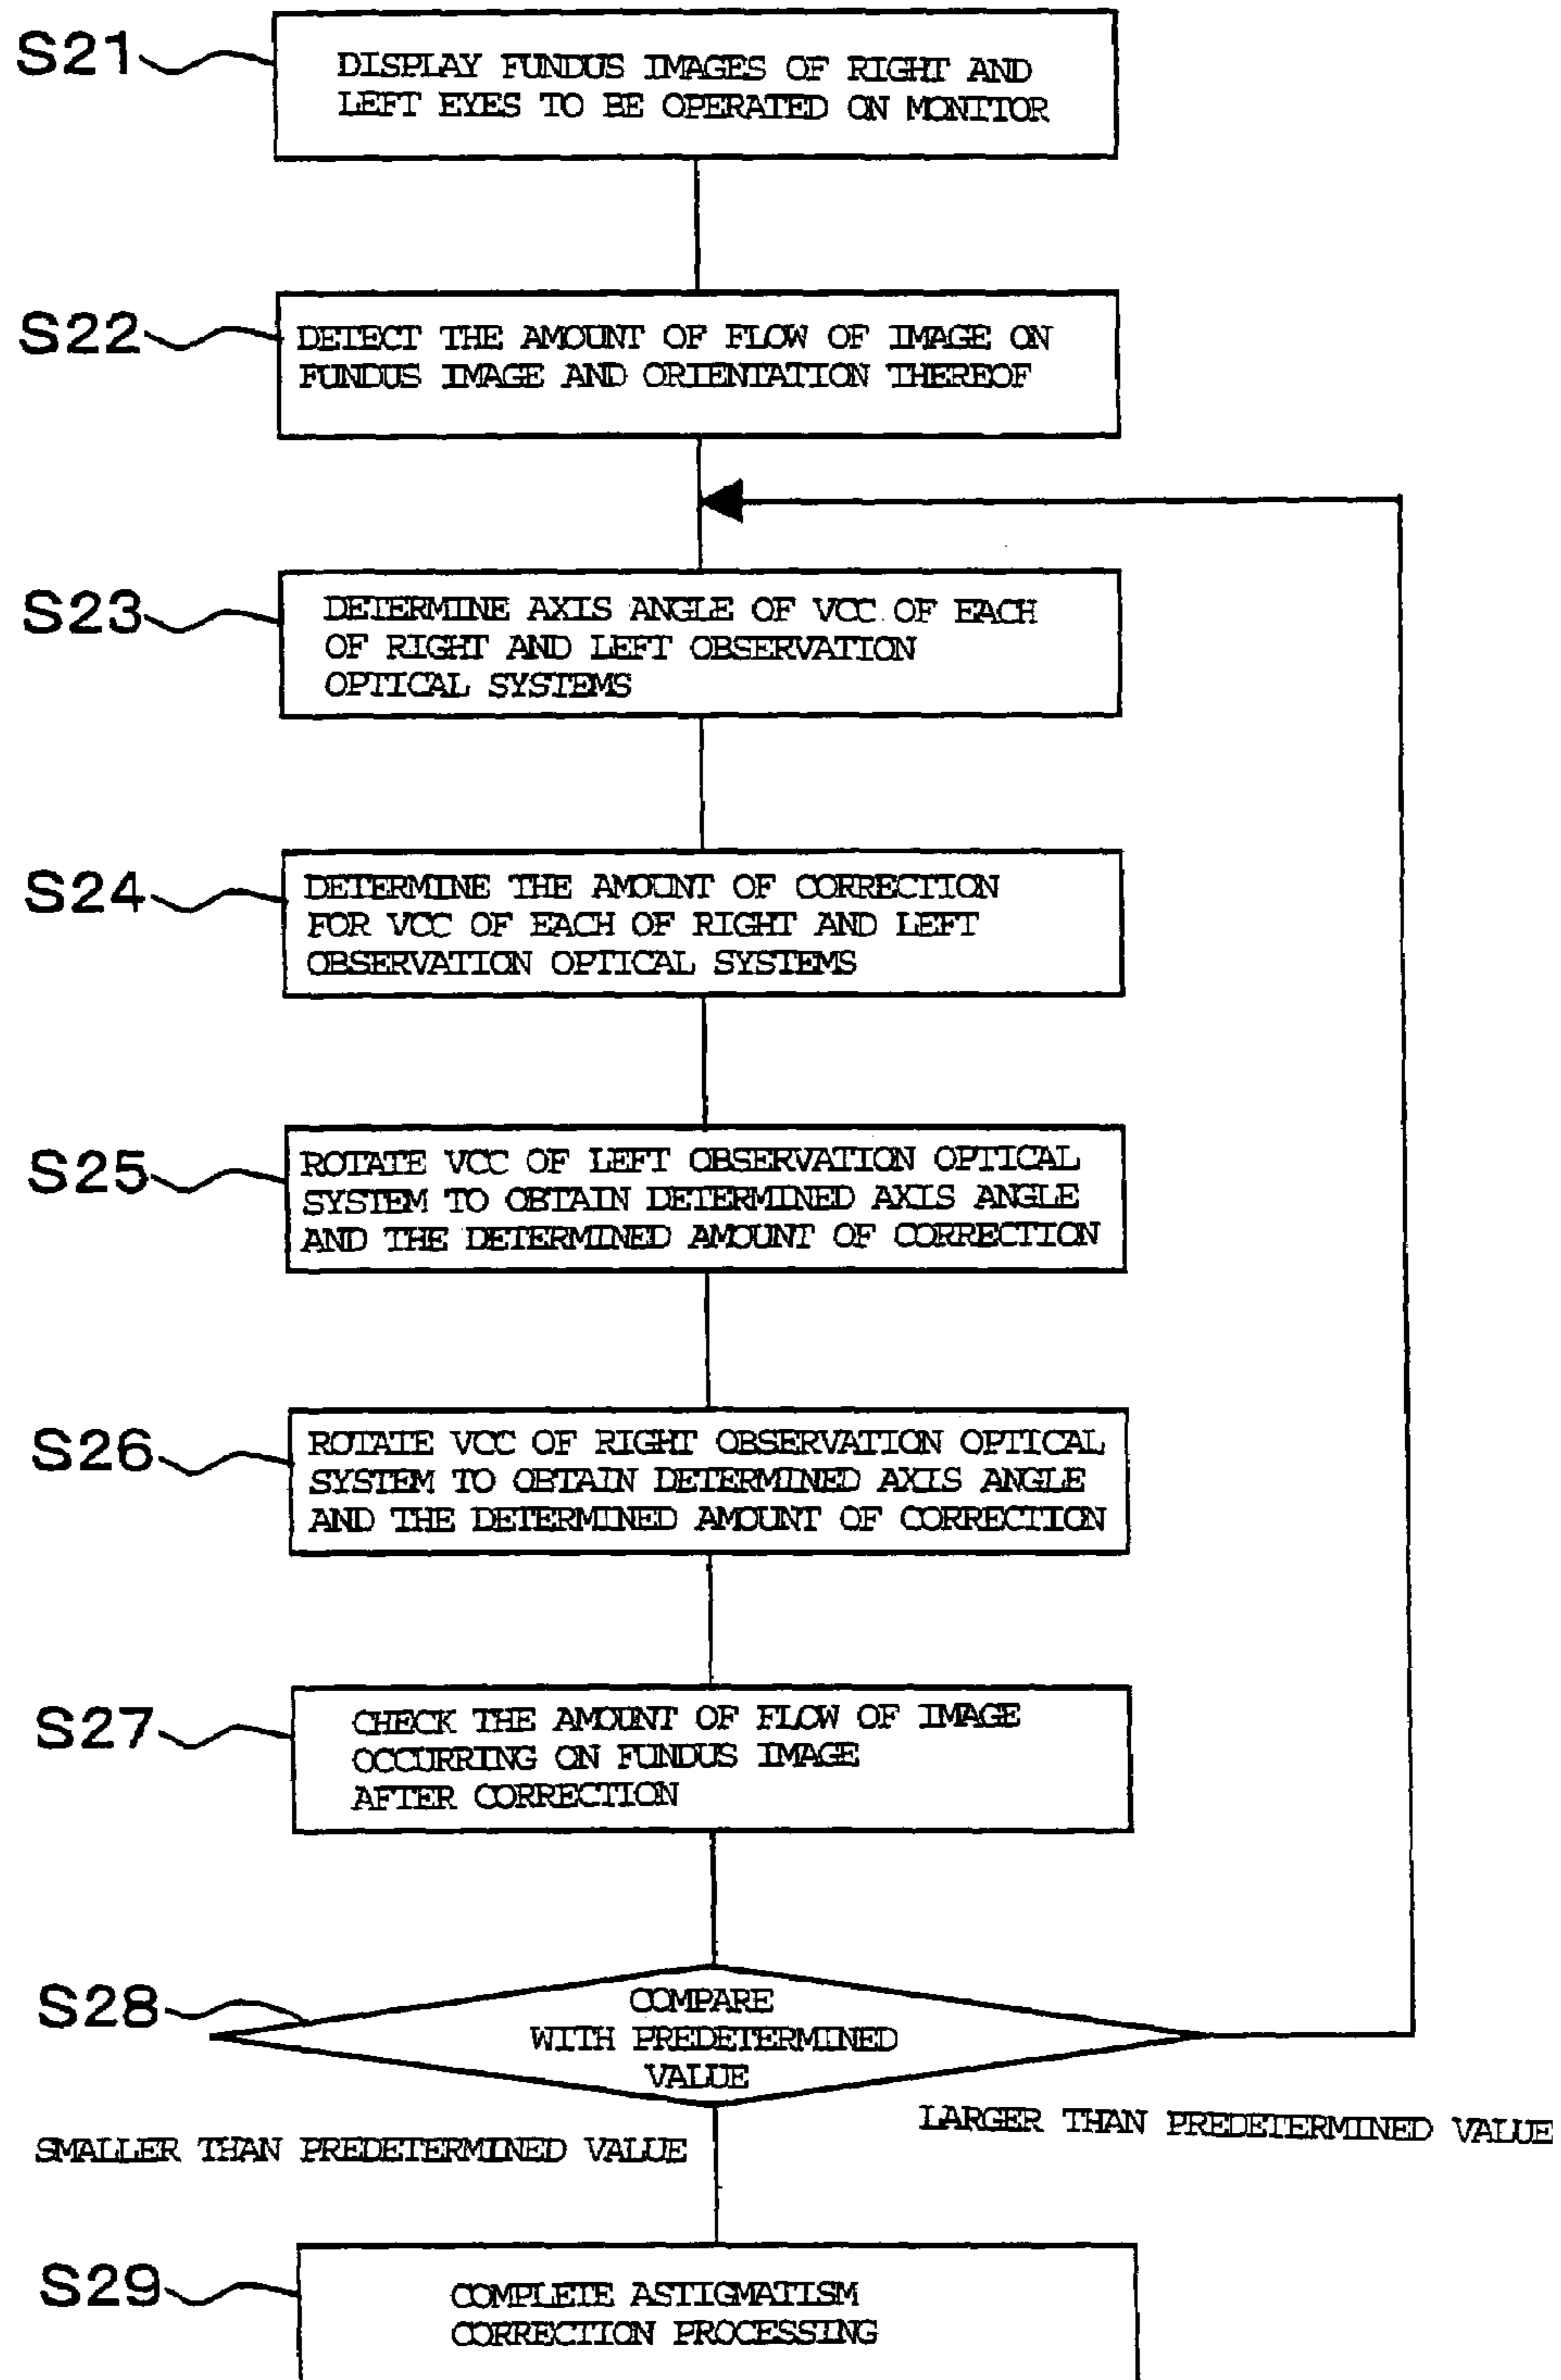 S21
DISPLAY FUNDUS IMAGES OF RIGHT AND
LEFT EYES TO BE OPERATED ON MONITOR
S22
DETECT THE AMOUNT OF FLOW OF IMAGE ON
FUNDUS IMAGE AND ORIENTATION THEREOF
S23
DETERMINE AXIS ANGLE OF VCC OF EACH
OF RIGHT AND LEFT OBSERVATION
OPTICAL SYSTEMS
S24
DETERMINE THE AMOUNT OF CORRECTION
FOR VCC OF EACH OF RIGHT AND LEFT
OBSERVATION OPTICAL SYSTEMS
S25
ROTATE VCC OF LEFT OBSERVATION OPTICAL
SYSTEM TO OBTAIN DETERMINED AXIS ANGLE
AND THE DETERMINED AMOUNT OF CORRECTION
S26
ROTATE VCC OF RIGHT OBSERVATION OPTICAL
SYSTEM TO OBTAIN DETERMINED AXIS ANGLE
AND THE DETERMINED AMOUNT OF CORRECTION
S27
CHECK THE AMOUNT OF FLOW OF IMAGE
OCCURRING ON FUNDUS IMAGE
AFTER CORRECTION
S28
COMPARE
WITH PREDETERMINED
VALUE
LARGER THAN PREDETERMINED VALUE
SMALLER THAN PREDETERMINED VALUE
S29
COMPLETE ASTIGMATISM
CORRECTION PROCESSING